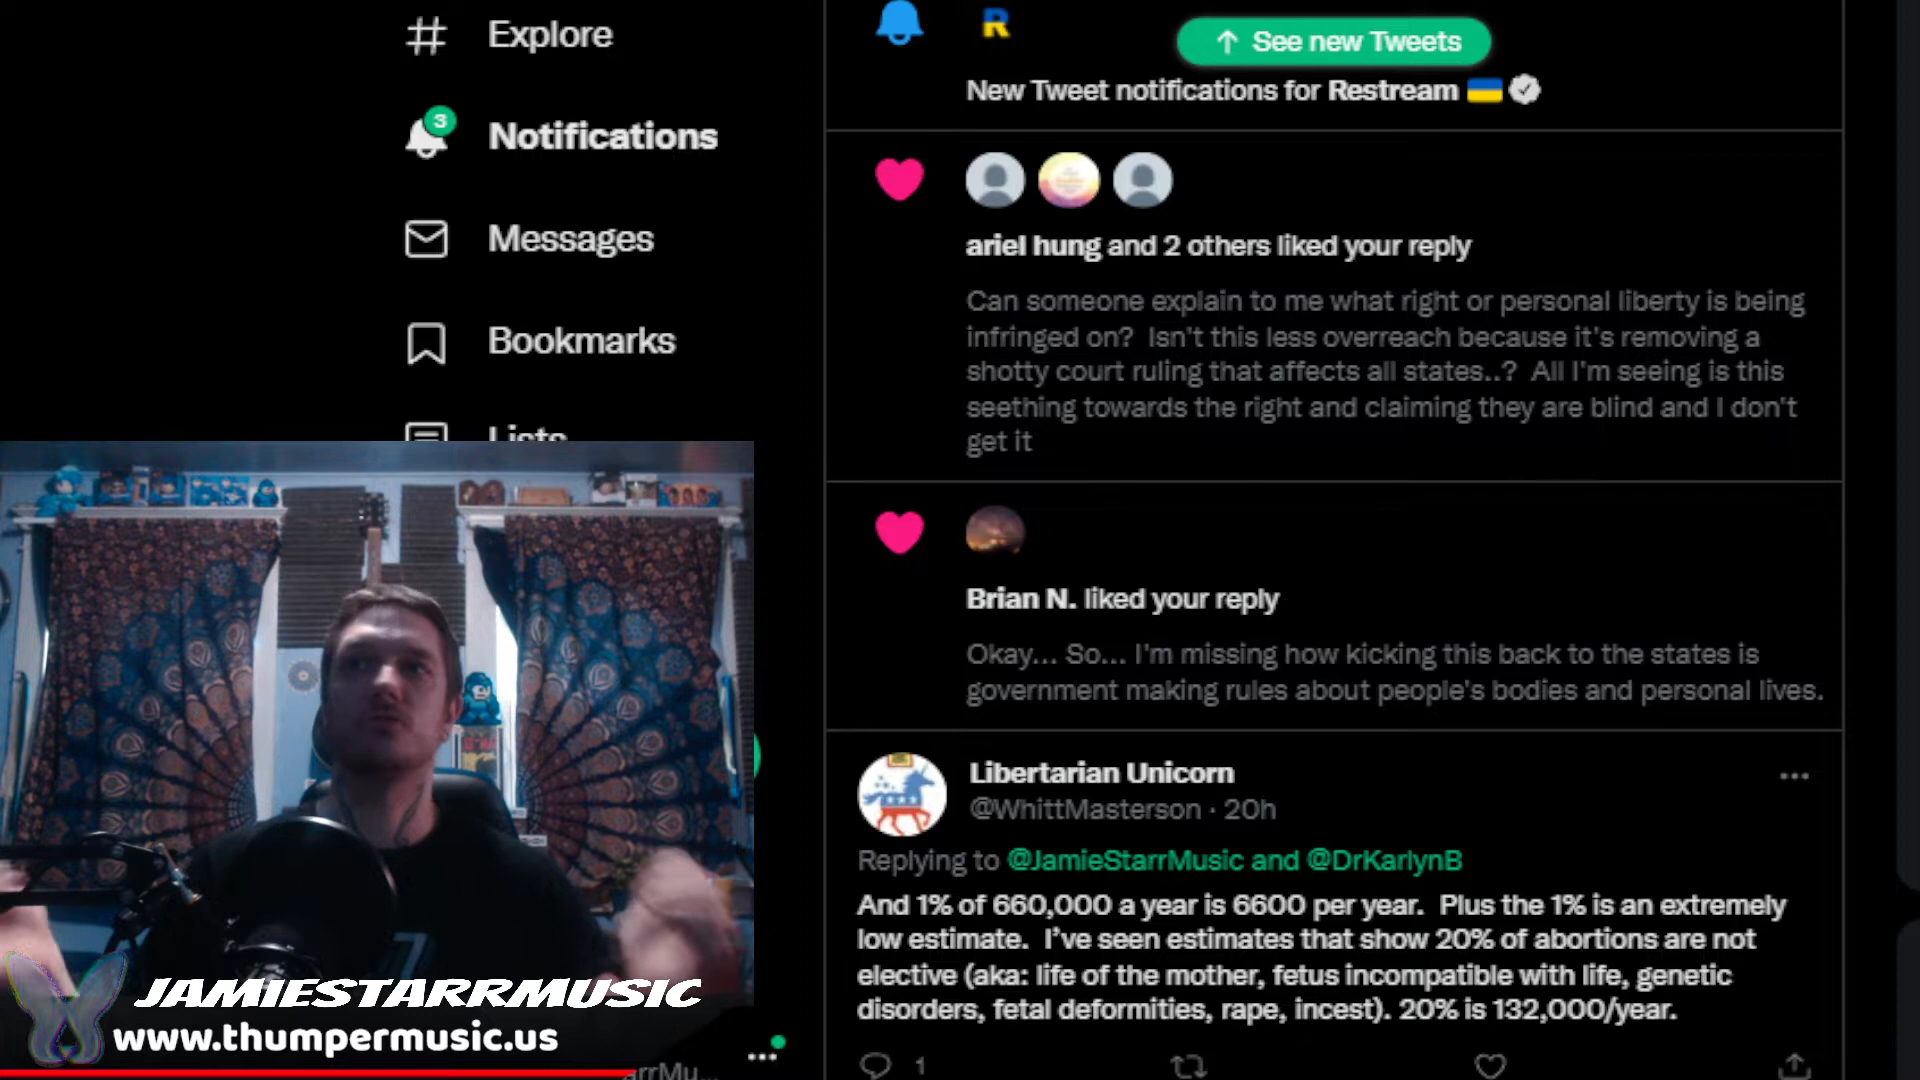 Explore
3
Notifications
Messages
Bookmarks
Lists
R
↑ See new Tweets
New Tweet notifications for Restream
ariel hung and 2 others liked your reply
Can someone explain to me what right or personal liberty is being
infringed on?  Isn't this less overreach because it's removing a
shotty court ruling that affects all states..?  All I'm seeing is this
seething towards the right and claiming they are blind and I don't
get it
Brian N. liked your reply
Okay... So... I'm missing how kicking this back to the states is
government making rules about people's bodies and personal lives.
Libertarian Unicorn
@WhittMasterson · 20h
Replying to @JamieStarrMusic and @DrKarlynB
And 1% of 660,000 a year is 6600 per year.  Plus the 1% is an extremely
low estimate.  I've seen estimates that show 20% of abortions are not
elective (aka: life of the mother, fetus incompatible with life, genetic
disorders, fetal deformities, rape, incest). 20% is 132,000/year.
1
JAMIESTARRMUSIC
www.thumpermusic.us
arrMu...